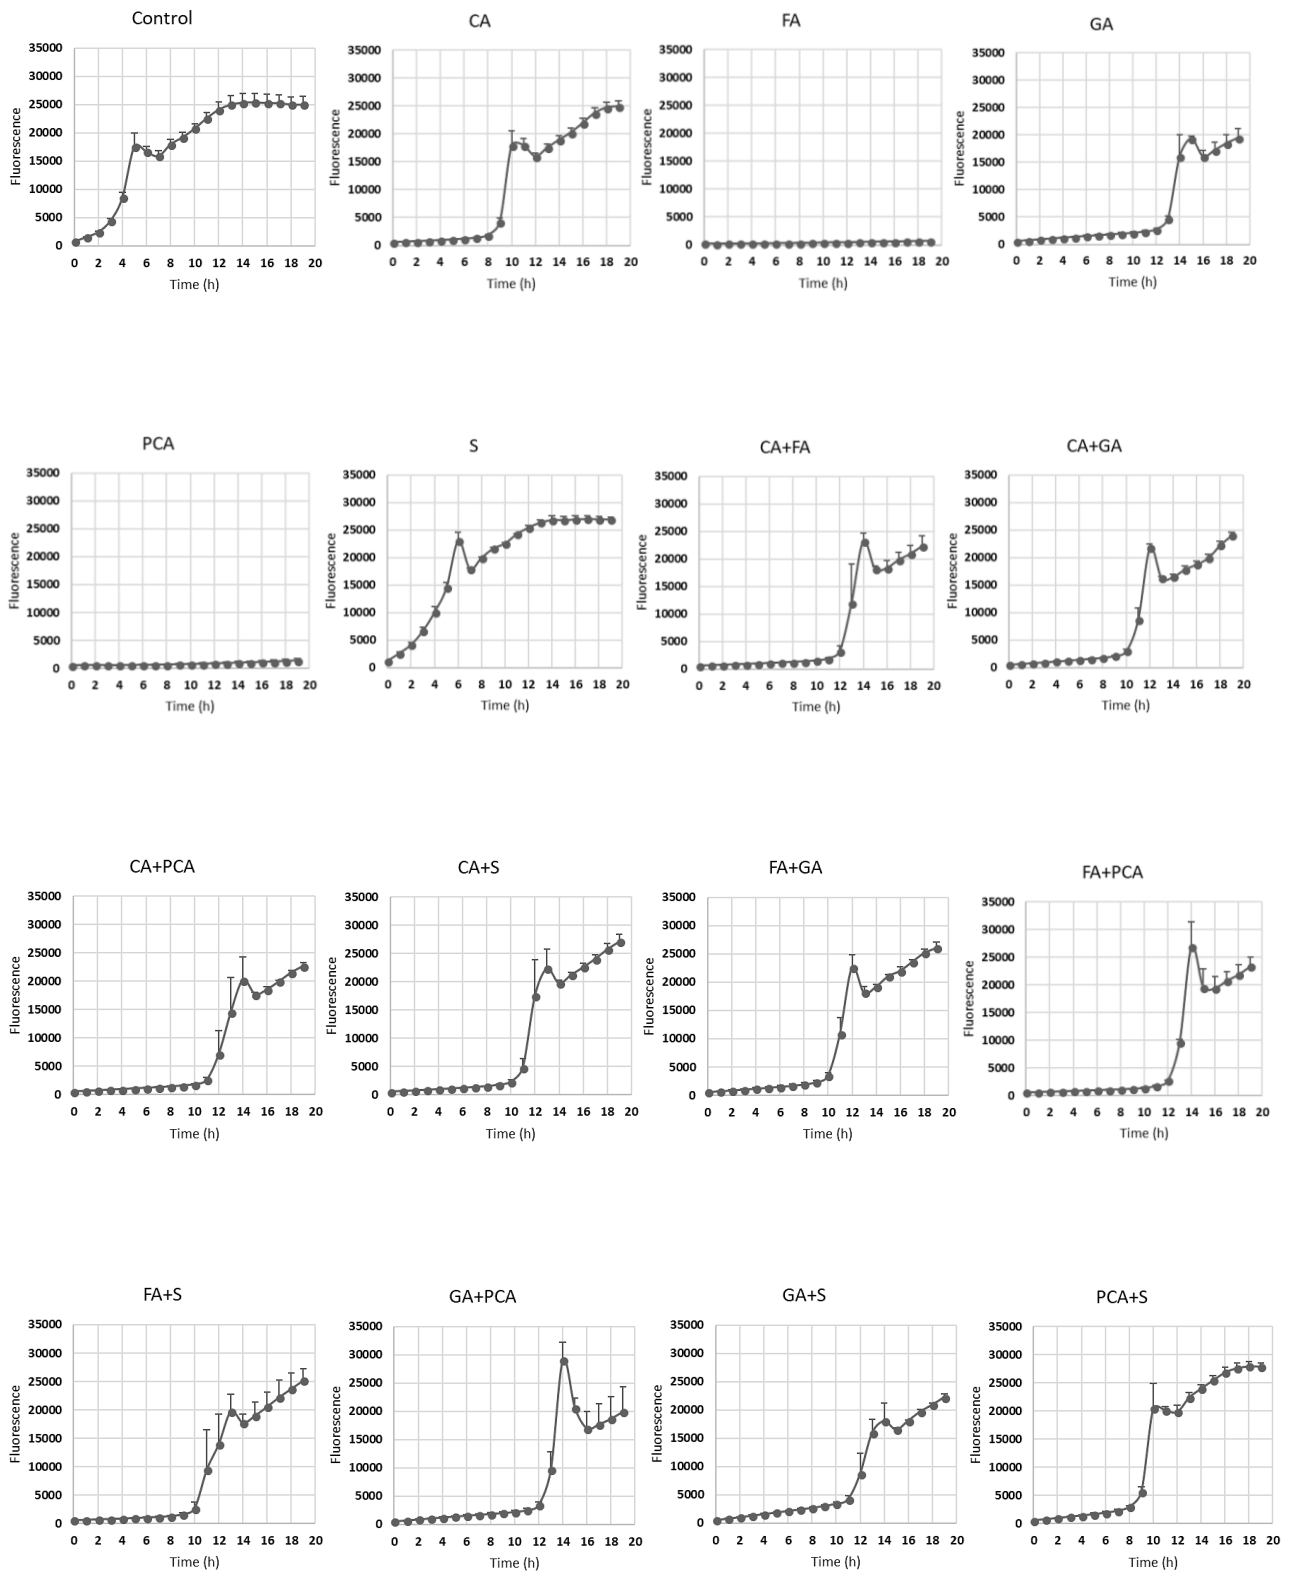 Control CA FA GA
35000 35000 35000 35000
30000 30000 30000 30000
25000 25000 25000 25000
20000 20000 20000 20000
15000 15000 15000 15000
10000 10000 10000 10000
5000 5000 5000 5000
0 0 0 0
Fluorescence Fluorescence Fluorescence Fluorescence
0 2 4 6 8 10 12 14 16 18 20 0 2 4 6 8 10 12 14 16 18 20 0 2 4 6 8 10 12 14 16 18 20 0 2 4 6 8 10 12 14 16 18 20
Time (h) Time (h) Time (h) Time (h)
PCA S CA+FA CA+GA
35000 35000 35000 35000
30000 30000 30000 30000
25000 25000 25000 25000
20000 20000 20000 20000
15000 15000 15000 15000
10000 10000 10000 10000
5000 5000 5000 5000
0 0 0 0
Fluorescence Fluorescence Fluorescence Fluorescence
0 2 4 6 8 10 12 14 16 18 20 0 2 4 6 8 10 12 14 16 18 20 0 2 4 6 8 10 12 14 16 18 20 0 2 4 6 8 10 12 14 16 18 20
Time (h) Time (h) Time (h) Time (h)
CA+PCA CA+S FA+GA FA+PCA
35000 35000 35000 35000
30000 30000 30000 30000
25000 25000 25000 25000
20000 20000 20000 20000
15000 15000 15000 15000
10000 10000 10000 10000
5000 5000 5000 5000
0 0 0 0
Fluorescence Fluorescence Fluorescence Fluorescence
0 2 4 6 8 10 12 14 16 18 20 0 2 4 6 8 10 12 14 16 18 20 0 2 4 6 8 10 12 14 16 18 20 0 2 4 6 8 10 12 14 16 18 20
Time (h) Time (h) Time (h) Time (h)
FA+S GA+PCA GA+S PCA+S
35000 35000 35000 35000
30000 30000 30000 30000
25000 25000 25000 25000
20000 20000 20000 20000
15000 15000 15000 15000
10000 10000 10000 10000
5000 5000 5000 5000
0 0 0 0
Fluorescence Fluorescence Fluorescence Fluorescence
0 2 4 6 8 10 12 14 16 18 20 0 2 4 6 8 10 12 14 16 18 20 0 2 4 6 8 10 12 14 16 18 20 0 2 4 6 8 10 12 14 16 18 20
Time (h) Time (h) Time (h) Time (h)